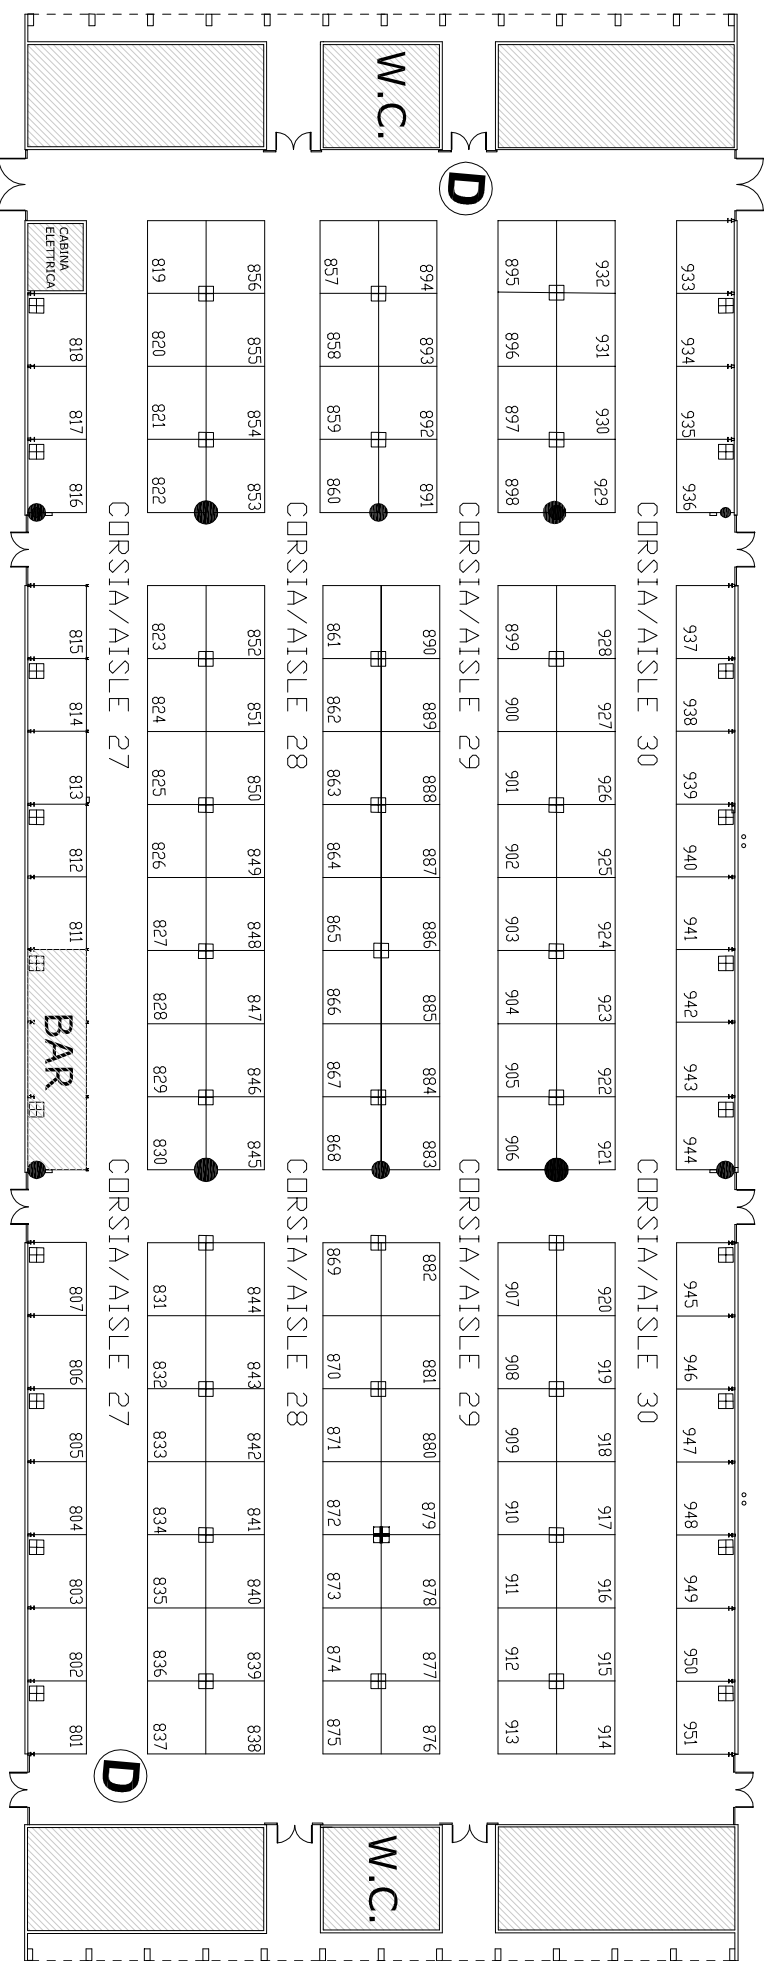 933 934 935 936 937 938 939 940 941 942 943 944 945 946 947 948 949 950 951
CORSIA/AISLE 30 CORSIA/AISLE 30
932 931 930 929 928 927 926 925 924 923 922 921 920 919 918 917 916 915 914
895 896 897 898 899 900 901 902 903 904 905 906 907 908 909 910 911 912 913
D CORSIA/AISLE 29 CORSIA/AISLE 29
894 893 892 891 890 889 888 887 886 885 884 883 882 881 880 879 878 877 876
W.C. W.C.
857 858 859 860 861 862 863 864 865 866 867 868 869 870 871 872 873 874 875
CORSIA/AISLE 28 CORSIA/AISLE 28
856 855 854 853 852 851 850 849 848 847 846 845 844 843 842 841 840 839 838
819 820 821 822 823 824 825 826 827 828 829 830 831 832 833 834 835 836 837
CORSIA/AISLE 27 CORSIA/AISLE 27 D
818 817 816 815 814 813 812 811 807 806 805 804 803 802 801
CABINA
ELETTRICA
BAR